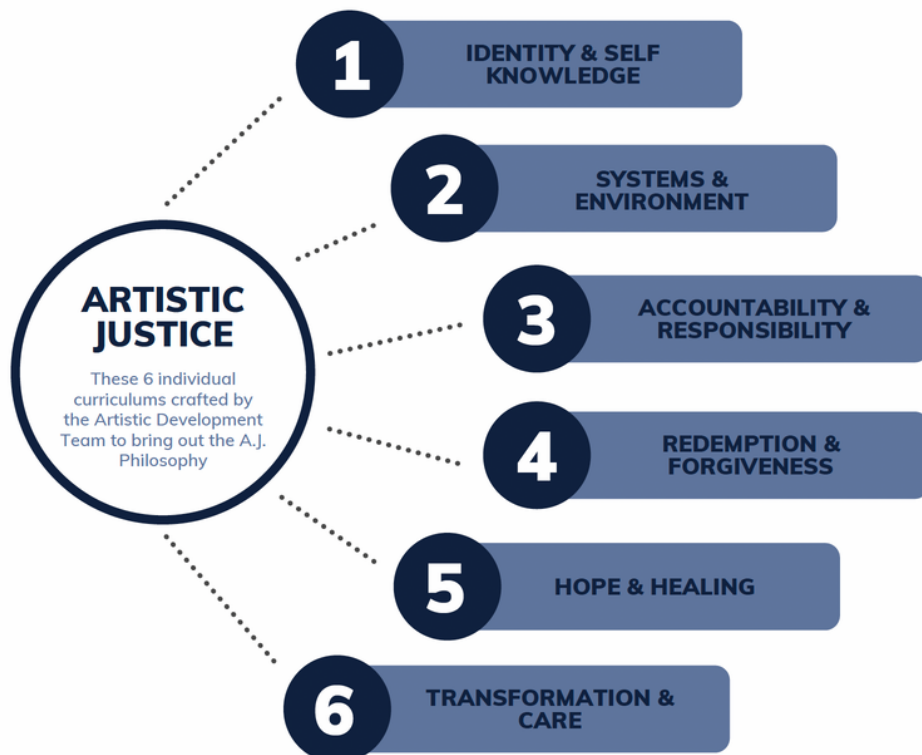 1
IDENTITY & SELF
KNOWLEDGE
2
SYSTEMS &
ENVIRONMENT
ARTISTIC
JUSTICE
These 6 individual
curriculums crafted by
the Artistic Development
Team to bring out the A.J.
Philosophy
3
ACCOUNTABILITY &
RESPONSIBILITY
4
REDEMPTION &
FORGIVENESS
5
HOPE & HEALING
6
TRANSFORMATION &
CARE